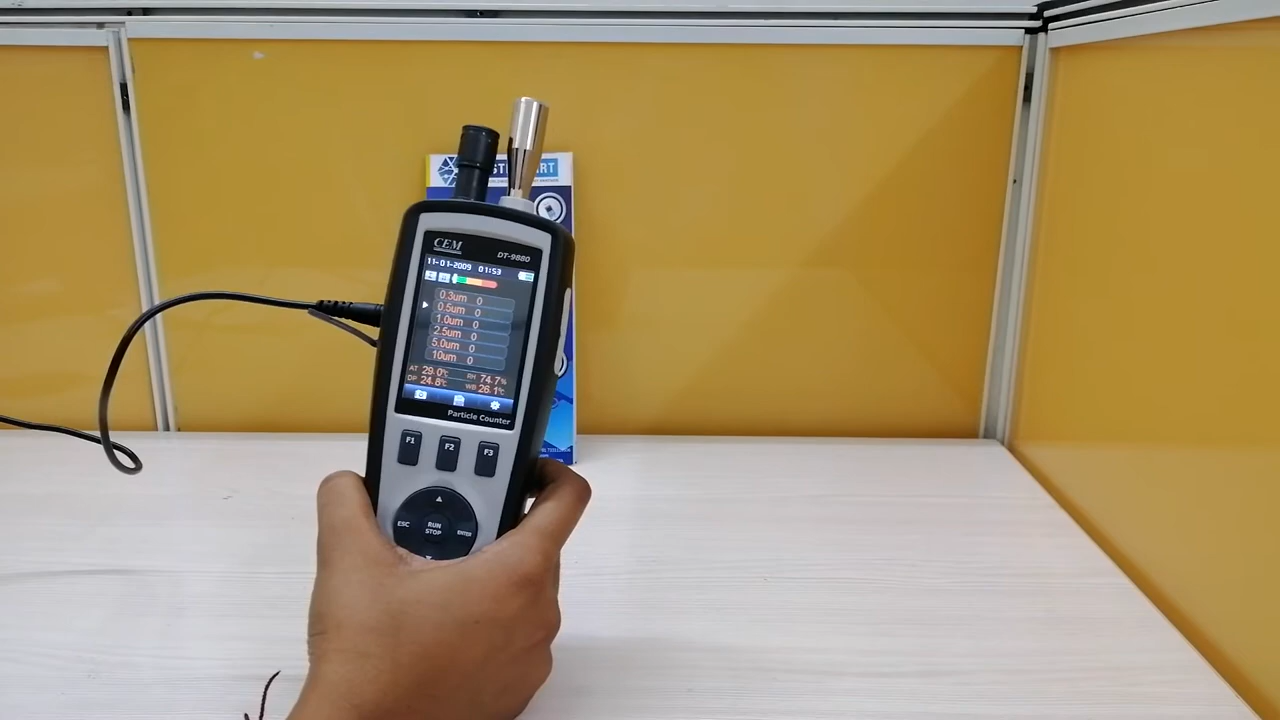 CEM
DT-9880
11-01-2009 01:53
0.3um 0
0.5um 0
1.0um 0
2.5um 0
5.0um 0
10um 0
AT 29.0℃ RH 74.7%
DP 24.8℃ WB 26.1℃
Particle Counter
F1 F2 F3
ESC RUN STOP ENTER